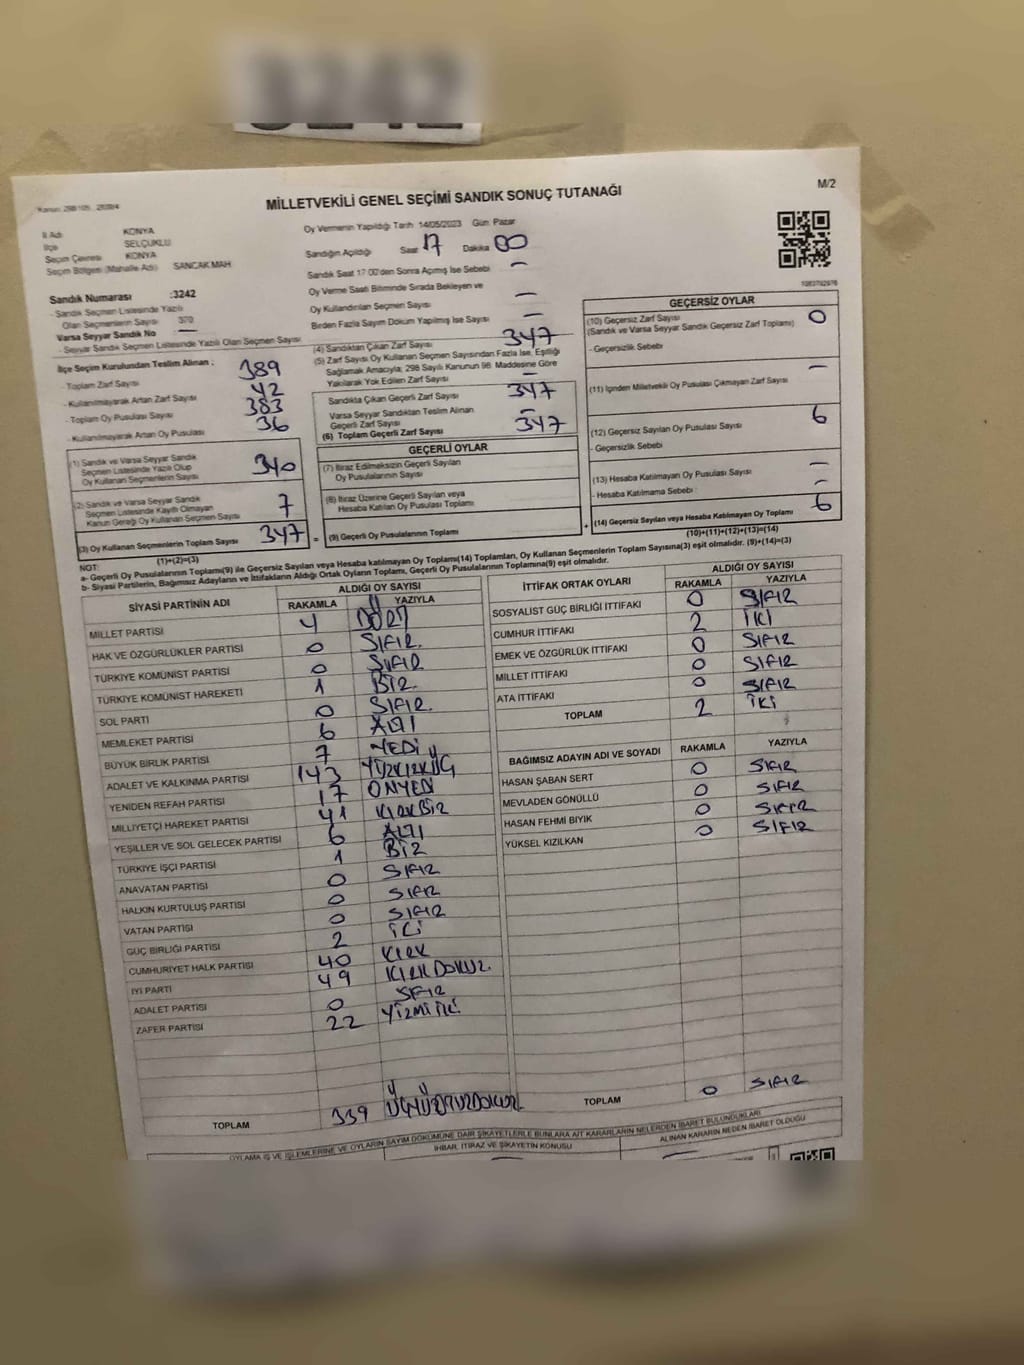 3242
MİLLETVEKİLİ GENEL SEÇİMİ SANDIK SONUÇ TUTANAĞI
M/2
İl Adı KONYA
İlçe SELÇUKLU
Seçim Çevresi KONYA
Seçim Bölgesi (Mahalle Adı) SANCAK MAH
Sandık Numarası :3242
- Sandık Seçmen Listesinde Yazılı
Olan Seçmenlerin Sayısı 370
Varsa Seyyar Sandık No —
- Seyyar Sandık Seçmen Listesinde Yazılı Olan Seçmen Sayısı
Oy Vermenin Yapıldığı Tarih 14/05/2023 Gün Pazar
Sandığın Açıldığı Saat 17 Dakika 00
Sandık Saat 17 00'den Sonra Açmış İse Sebebi —
Oy Verme Saati Bitiminde Sırada Bekleyen ve
Oy Kullandırılan Seçmen Sayısı —
Birden Fazla Sayım Döküm Yapılmış İse Sayısı —
İlçe Seçim Kurulundan Teslim Alınan :
- Toplam Zarf Sayısı 389
- Kullanılmayarak Artan Zarf Sayısı 42
- Toplam Oy Pusulası Sayısı 383
- Kullanılmayarak Artan Oy Pusulası 36
(1) Sandık ve Varsa Seyyar Sandık
Seçmen Listesinde Yazılı Olup
Oy Kullanan Seçmen Sayısı 340
(2) Sandık ve Varsa Seyyar Sandık
Seçmen Listesinde Kayıtlı Olmayan
Kanun Gereği Oy Kullanan Seçmen Sayısı 7
(3) Oy Kullanan Seçmenlerin Toplam Sayısı 347 =
(1)+(2)=(3)
(4) Sandıktan Çıkan Zarf Sayısı 347
(5) Zarf Sayısı Oy Kullanan Seçmen Sayısından Fazla İse, Eşitliği
Sağlamak Amacıyla; 298 Sayılı Kanunun 98. Maddesine Göre
Yakılarak Yok Edilen Zarf Sayısı —
Sandıkta Çıkan Geçerli Zarf Sayısı 347
Varsa Seyyar Sandıktan Teslim Alınan
Geçerli Zarf Sayısı —
(6) Toplam Geçerli Zarf Sayısı 347
GEÇERLİ OYLAR
(7) İtiraz Edilmeksizin Geçerli Sayılan
Oy Pusulalarının Sayısı
(8) İtiraz Üzerine Geçerli Sayılan veya
Hesaba Katılan Oy Pusulası Toplamı
(9) Geçerli Oy Pusulalarının Toplamı +
GEÇERSİZ OYLAR
(10) Geçersiz Zarf Sayısı 0
(Sandık ve Varsa Seyyar Sandık Geçersiz Zarf Toplamı)
- Geçersizlik Sebebi —
(11) İçinden Milletvekili Oy Pusulası Çıkmayan Zarf Sayısı
(12) Geçersiz Sayılan Oy Pusulası Sayısı 6
- Geçersizlik Sebebi
(13) Hesaba Katılmayan Oy Pusulası Sayısı —
- Hesaba Katılmama Sebebi —
(14) Geçersiz Sayılan veya Hesaba Katılmayan Oy Toplamı 6
(10)+(11)+(12)+(13)=(14)
NOT:
a- Geçerli Oy Pusulalarının Toplamı(9) ile Geçersiz Sayılan veya Hesaba katılmayan Oy Toplamı(14) Toplamları, Oy Kullanan Seçmenlerin Toplam Sayısına(3) eşit olmalıdır. (9)+(14)=(3)
b- Siyasi Partilerin, Bağımsız Adayların ve İttifakların Aldığı Ortak Oyların Toplamı, Geçerli Oy Pusulalarının Toplamına(9) eşit olmalıdır.
SİYASİ PARTİNİN ADI ALDIĞI OY SAYISI
RAKAMLA YAZIYLA
MİLLET PARTİSİ 4 DÖRT
HAK VE ÖZGÜRLÜKLER PARTİSİ 0 SIFIR
TÜRKİYE KOMÜNİST PARTİSİ 0 SIFIR
TÜRKİYE KOMÜNİST HAREKETİ 1 BİR
SOL PARTİ 0 SIFIR
MEMLEKET PARTİSİ 6 ALTI
BÜYÜK BİRLİK PARTİSİ 7 YEDİ
ADALET VE KALKINMA PARTİSİ 143 YÜZKIRKÜÇ
YENİDEN REFAH PARTİSİ 17 ONYEDİ
MİLLİYETÇİ HAREKET PARTİSİ 41 KIRKBİR
YEŞİLLER VE SOL GELECEK PARTİSİ 6 ALTI
TÜRKİYE İŞÇİ PARTİSİ 1 BİR
ANAVATAN PARTİSİ 0 SIFIR
HALKIN KURTULUŞ PARTİSİ 0 SIFIR
VATAN PARTİSİ 0 SIFIR
GÜÇ BİRLİĞİ PARTİSİ 2 İKİ
CUMHURİYET HALK PARTİSİ 40 KIRK
İYİ PARTİ 49 KIRKDOKUZ
ADALET PARTİSİ 0 SIFIR
ZAFER PARTİSİ 22 YİRMİ İKİ
TOPLAM 339 ÜÇYÜZOTUZDOKUZ
İTTİFAK ORTAK OYLARI ALDIĞI OY SAYISI
RAKAMLA YAZIYLA
SOSYALİST GÜÇ BİRLİĞİ İTTİFAKI 0 SIFIR
CUMHUR İTTİFAKI 2 İKİ
EMEK VE ÖZGÜRLÜK İTTİFAKI 0 SIFIR
MİLLET İTTİFAKI 0 SIFIR
ATA İTTİFAKI 0 SIFIR
TOPLAM 2 İKİ
BAĞIMSIZ ADAYIN ADI VE SOYADI RAKAMLA YAZIYLA
HASAN ŞABAN SERT 0 SIFIR
MEVLADEN GÖNÜLLÜ 0 SIFIR
HASAN FEHMİ BIYIK 0 SIFIR
YÜKSEL KIZILKAN 0 SIFIR
TOPLAM 0 SIFIR
OYLAMA İŞ VE İŞLEMLERİNE VE OYLARIN SAYIM DÖKÜMÜNE DAİR ŞİKAYETLERLE BUNLARA AİT KARARLARIN NELERDEN İBARET BULUNDUKLARI
İHBAR, İTİRAZ VE ŞİKAYETİN KONUSU ALINAN KARARIN NEDEN İBARET OLDUĞU